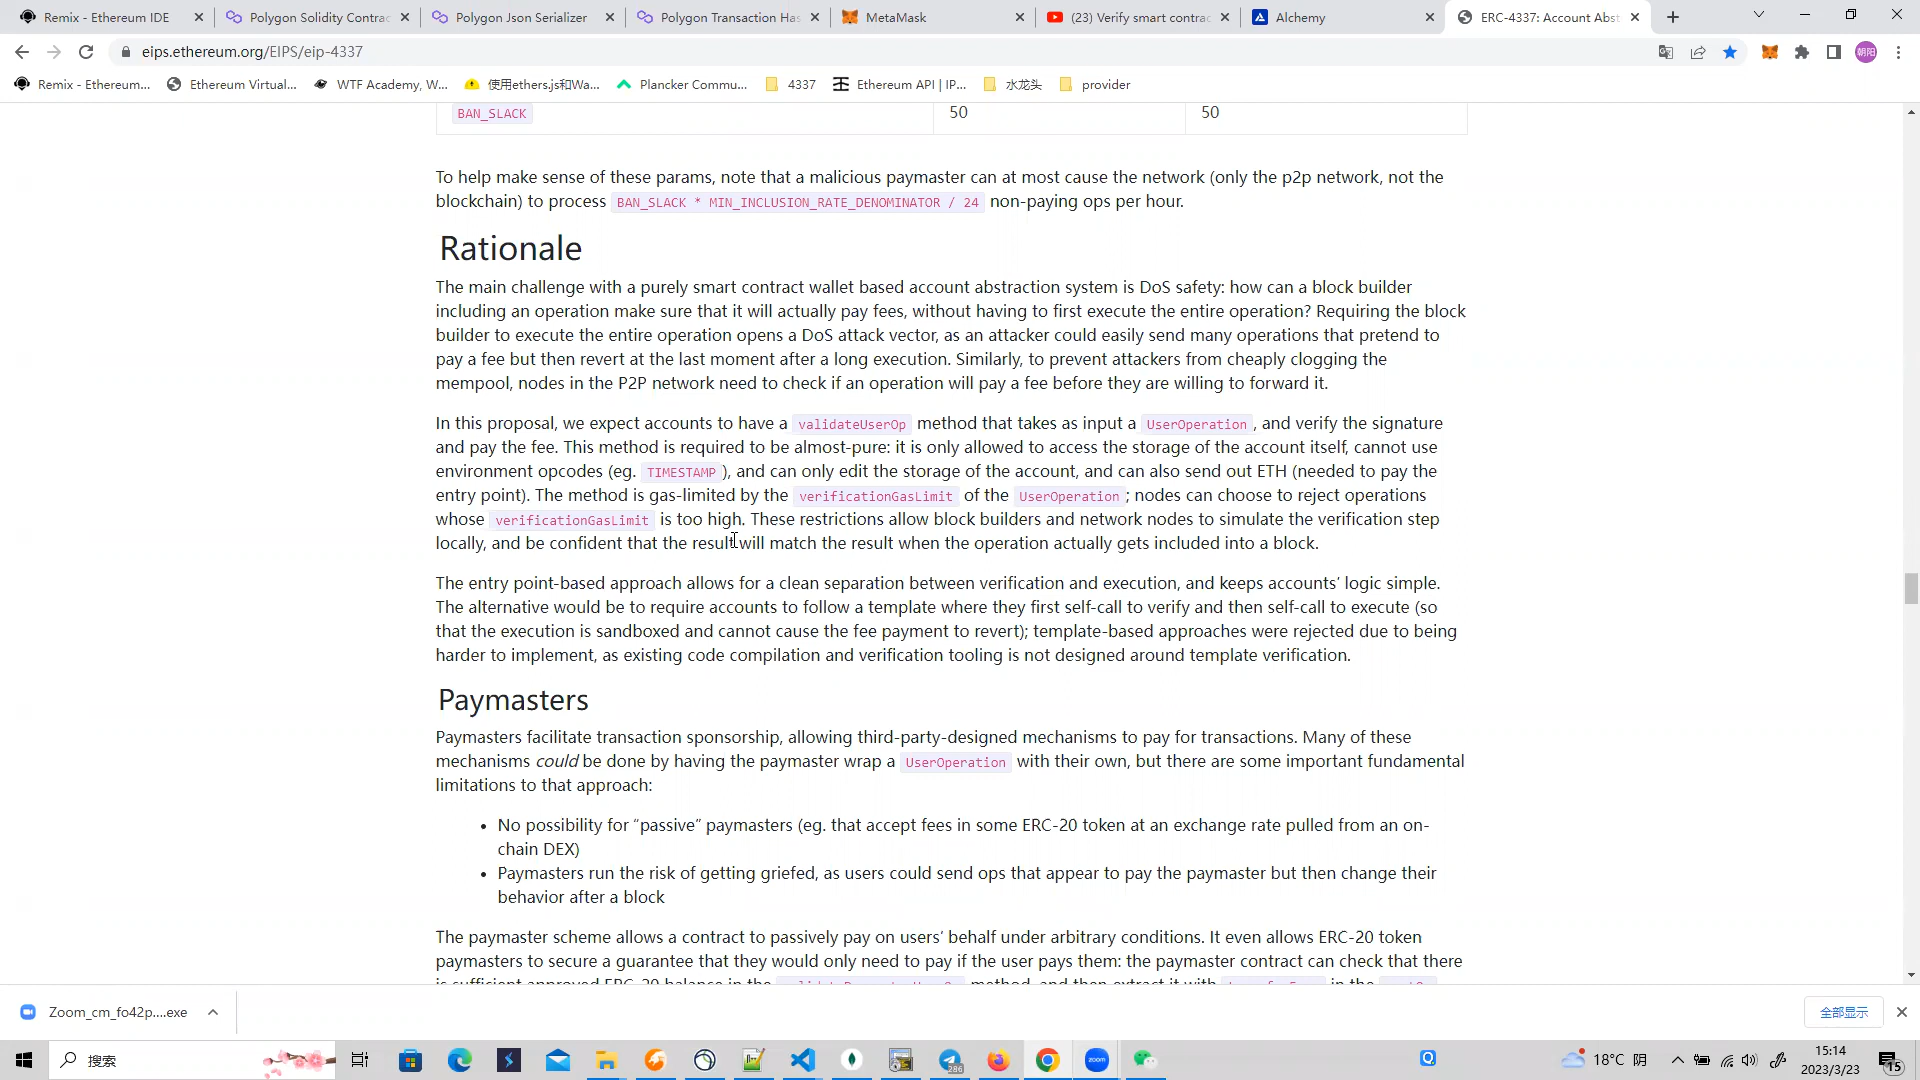 Remix - Ethereum IDE
Polygon Solidity Contrac
Polygon Json Serializer
Polygon Transaction Has
MetaMask
(23) Verify smart contrac
Alchemy
ERC-4337: Account Abst
eips.ethereum.org/EIPS/eip-4337
朝阳
Remix - Ethereum...
Ethereum Virtual...
WTF Academy, W...
使用ethers.js和Wa...
Plancker Commu...
4337
Ethereum API | IP...
水龙头
provider
BAN_SLACK 50 50
To help make sense of these params, note that a malicious paymaster can at most cause the network (only the p2p network, not the
blockchain) to process BAN_SLACK * MIN_INCLUSION_RATE_DENOMINATOR / 24 non-paying ops per hour.
Rationale
The main challenge with a purely smart contract wallet based account abstraction system is DoS safety: how can a block builder
including an operation make sure that it will actually pay fees, without having to first execute the entire operation? Requiring the block
builder to execute the entire operation opens a DoS attack vector, as an attacker could easily send many operations that pretend to
pay a fee but then revert at the last moment after a long execution. Similarly, to prevent attackers from cheaply clogging the
mempool, nodes in the P2P network need to check if an operation will pay a fee before they are willing to forward it.
In this proposal, we expect accounts to have a validateUserOp method that takes as input a UserOperation, and verify the signature
and pay the fee. This method is required to be almost-pure: it is only allowed to access the storage of the account itself, cannot use
environment opcodes (eg. TIMESTAMP), and can only edit the storage of the account, and can also send out ETH (needed to pay the
entry point). The method is gas-limited by the verificationGasLimit of the UserOperation; nodes can choose to reject operations
whose verificationGasLimit is too high. These restrictions allow block builders and network nodes to simulate the verification step
locally, and be confident that the result will match the result when the operation actually gets included into a block.
The entry point-based approach allows for a clean separation between verification and execution, and keeps accounts’ logic simple.
The alternative would be to require accounts to follow a template where they first self-call to verify and then self-call to execute (so
that the execution is sandboxed and cannot cause the fee payment to revert); template-based approaches were rejected due to being
harder to implement, as existing code compilation and verification tooling is not designed around template verification.
Paymasters
Paymasters facilitate transaction sponsorship, allowing third-party-designed mechanisms to pay for transactions. Many of these
mechanisms could be done by having the paymaster wrap a UserOperation with their own, but there are some important fundamental
limitations to that approach:
• No possibility for “passive” paymasters (eg. that accept fees in some ERC-20 token at an exchange rate pulled from an on-
chain DEX)
• Paymasters run the risk of getting griefed, as users could send ops that appear to pay the paymaster but then change their
behavior after a block
The paymaster scheme allows a contract to passively pay on users’ behalf under arbitrary conditions. It even allows ERC-20 token
paymasters to secure a guarantee that they would only need to pay if the user pays them: the paymaster contract can check that there
Zoom_cm_fo42p....exe
全部显示
搜索
286
zoom
18°C 阴
15:14
2023/3/23
15